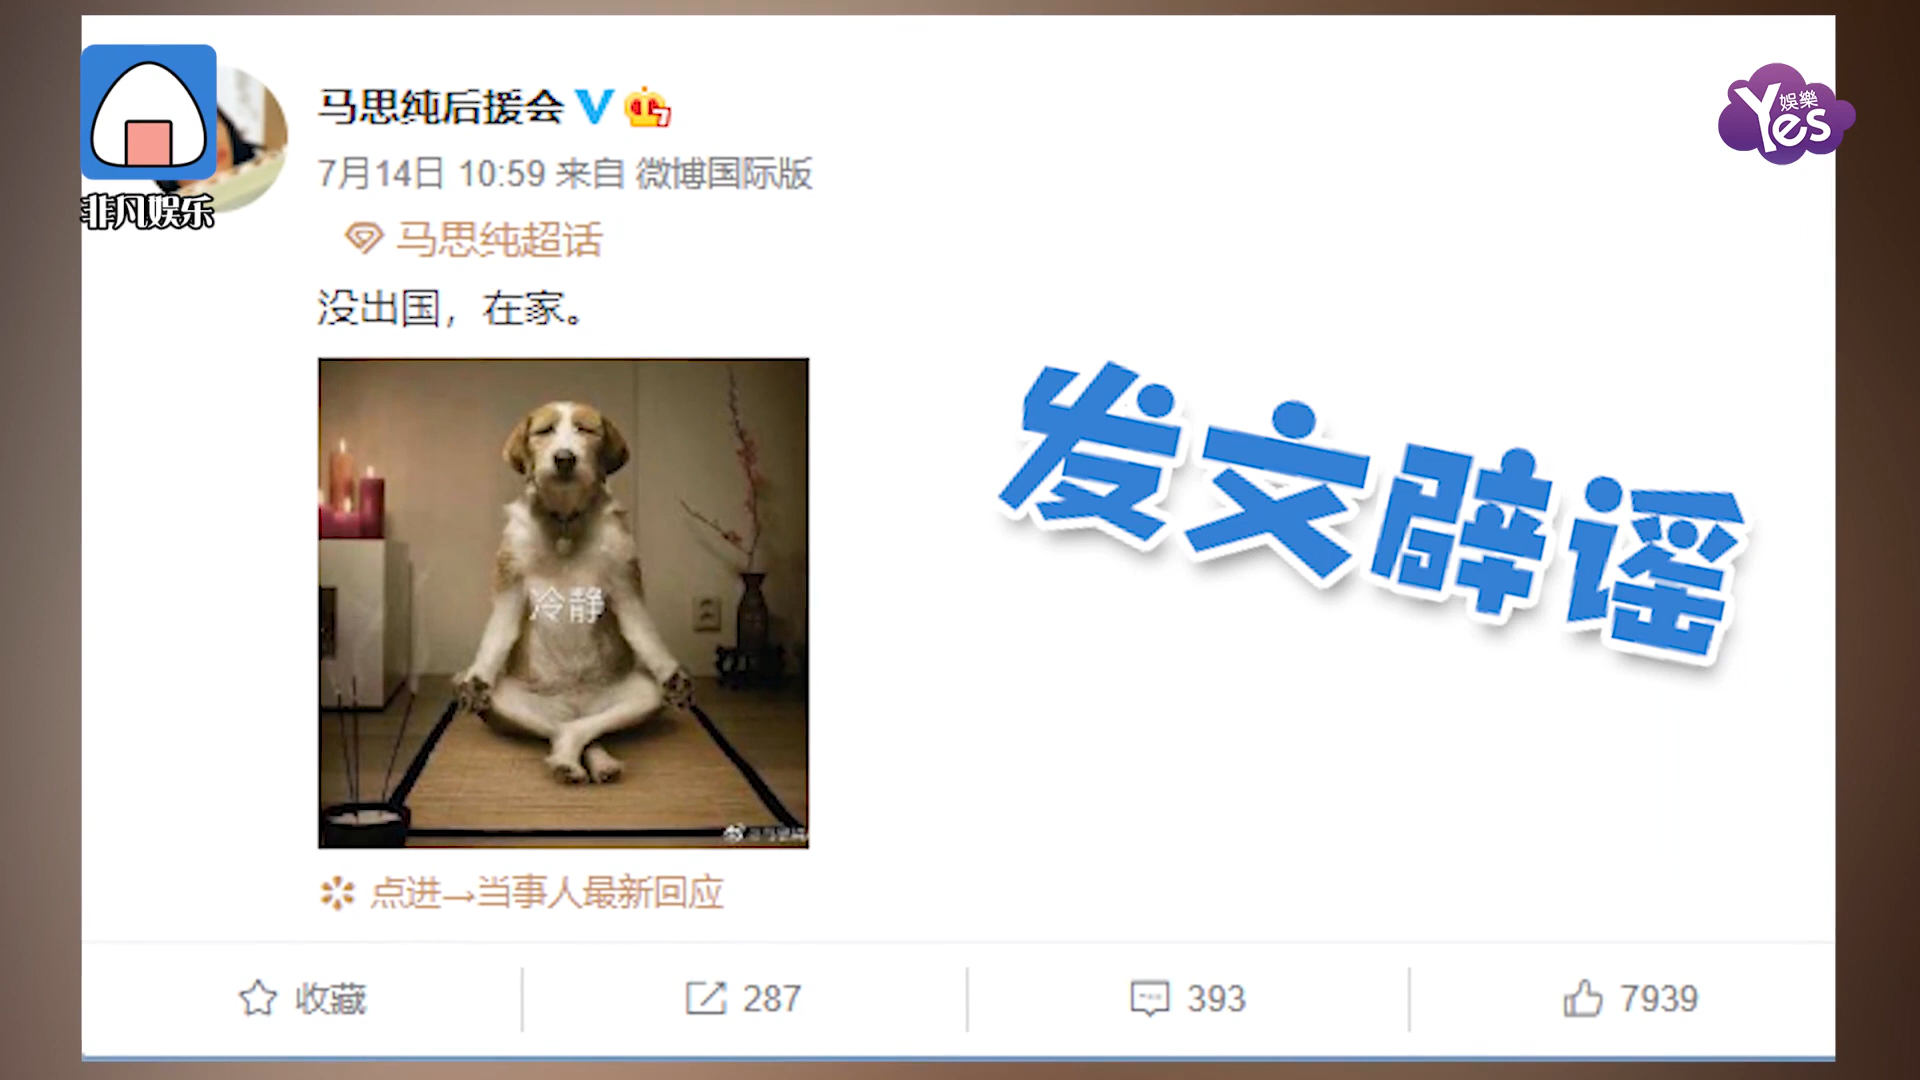 马思纯后援会
7月14日 10:59 来自 微博国际版
非凡娱乐
娛樂
Yes
马思纯超话
没出国，在家。
发文辟谣
冷静
点进→当事人最新回应
收藏
287
393
7939